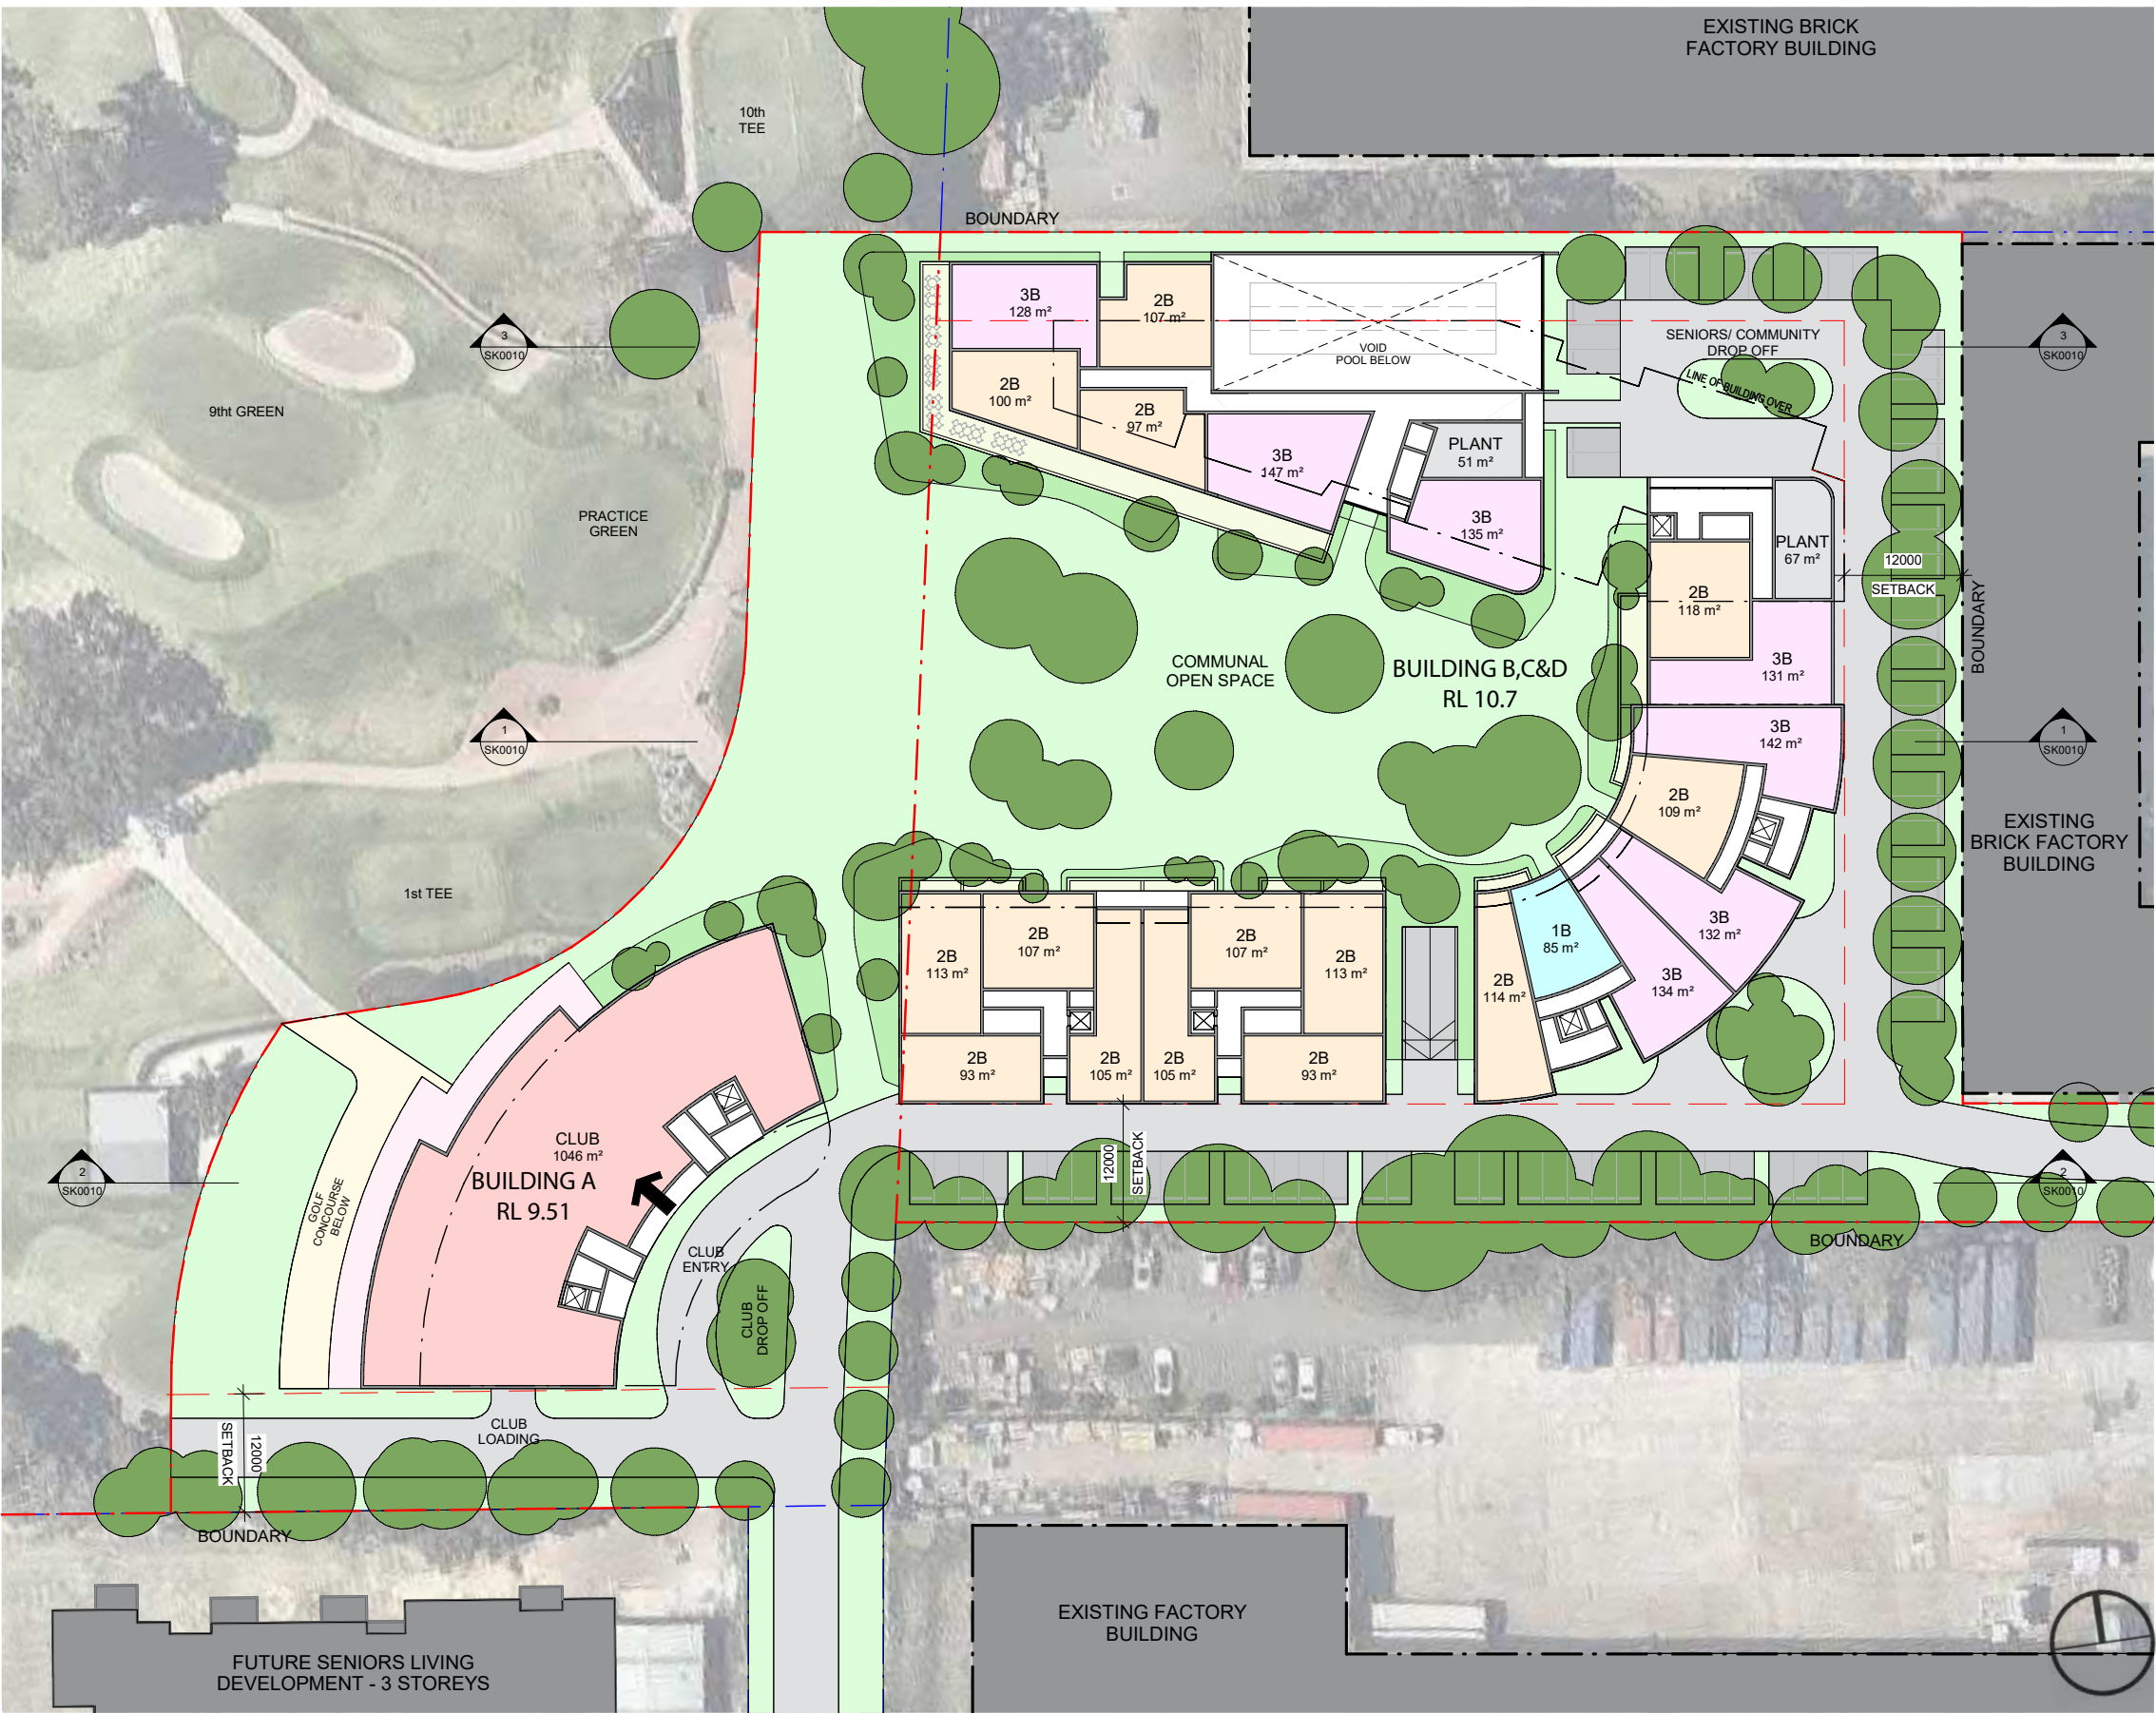 EXISTING BRICK
FACTORY BUILDING
10th
TEE
BOUNDARY
3B
128 m²
2B
107 m²
VOID
POOL BELOW
SENIORS/ COMMUNITY
DROP OFF
LINE OF BUILDING OVER
3
SK0010
3
SK0010
9tht GREEN
2B
100 m²
2B
97 m²
3B
147 m²
PLANT
51 m²
3B
135 m²
PRACTICE
GREEN
PLANT
67 m²
12000
SETBACK
BOUNDARY
2B
118 m²
3B
131 m²
COMMUNAL
OPEN SPACE
BUILDING B,C&D
RL 10.7
1
SK0010
1
SK0010
3B
142 m²
2B
109 m²
EXISTING
BRICK FACTORY
BUILDING
1st TEE
2B
113 m²
2B
107 m²
2B
107 m²
2B
113 m²
2B
114 m²
1B
85 m²
3B
132 m²
3B
134 m²
2B
93 m²
2B
105 m²
2B
105 m²
2B
93 m²
12000
SETBACK
CLUB
1046 m²
BUILDING A
RL 9.51
2
SK0010
2
SK0010
GOLF
CONCOURSE
BELOW
CLUB
ENTRY
CLUB
DROP OFF
BOUNDARY
CLUB
LOADING
SETBACK
12000
BOUNDARY
EXISTING FACTORY
BUILDING
FUTURE SENIORS LIVING
DEVELOPMENT - 3 STOREYS